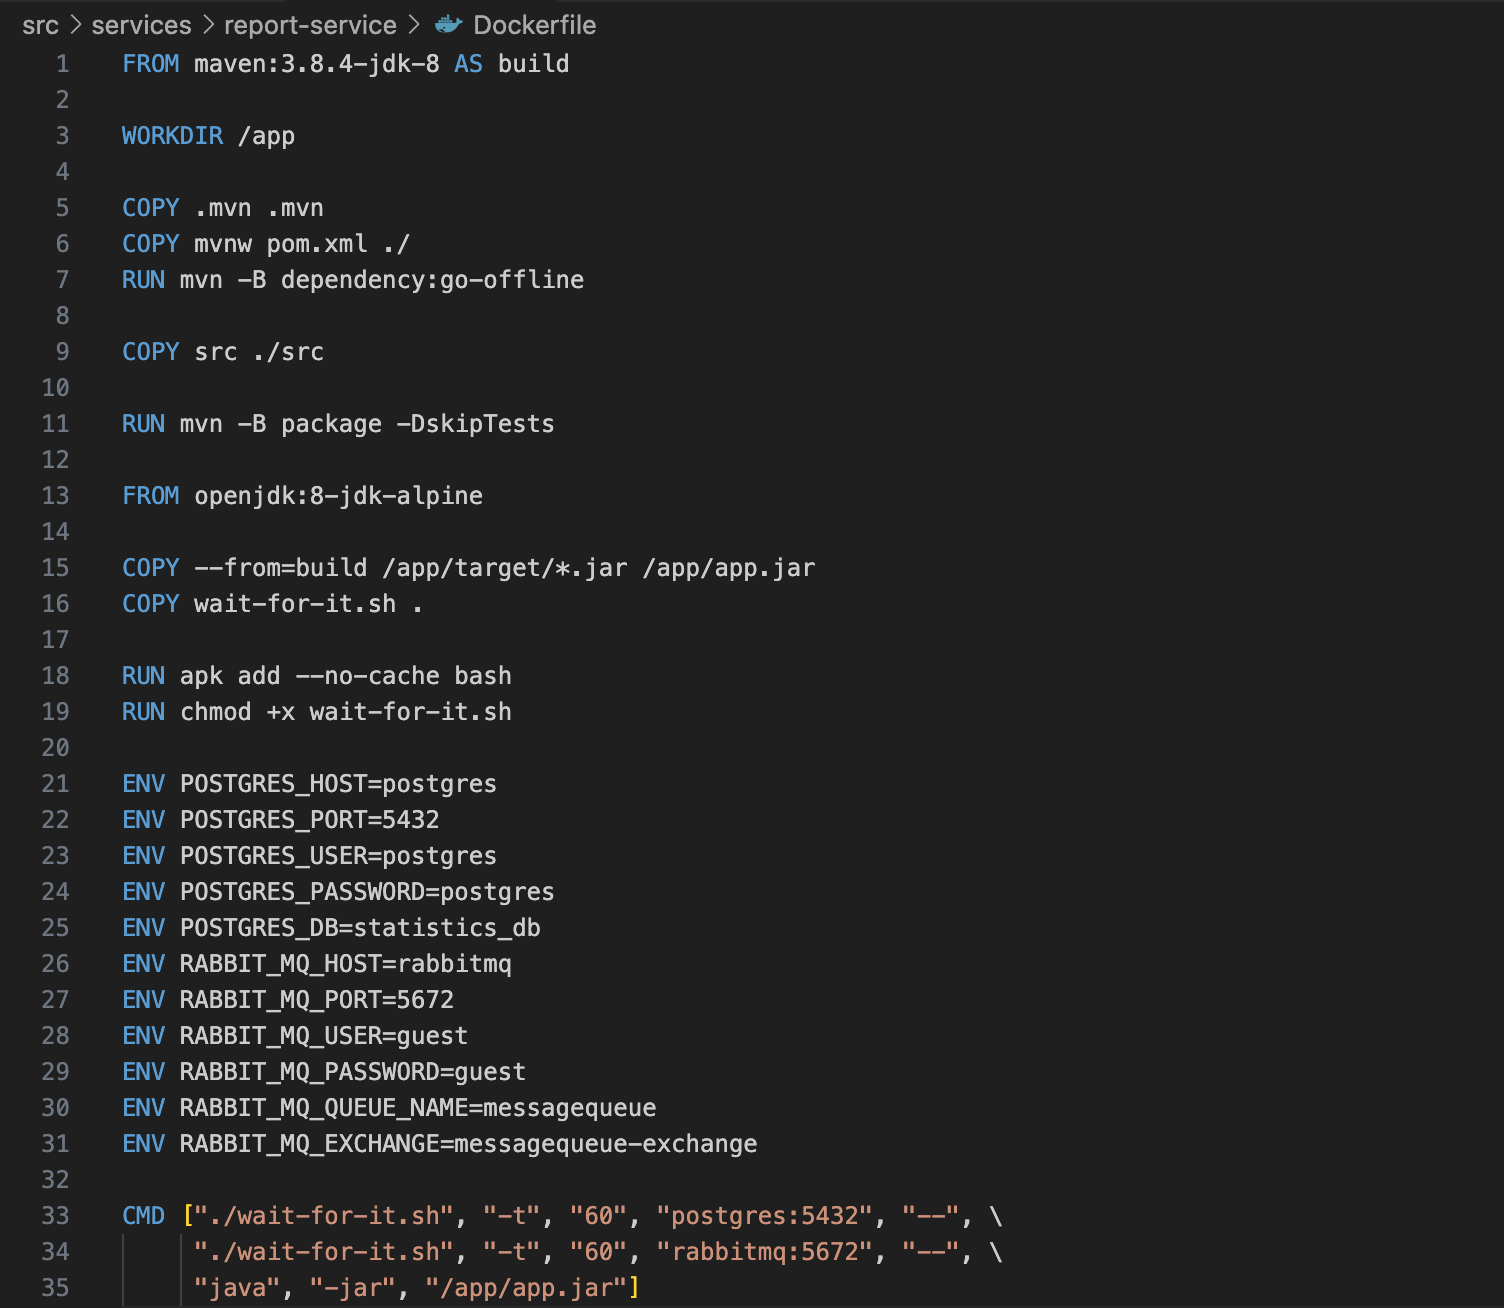 src > services > report-service > Dockerfile
1 FROM maven:3.8.4-jdk-8 AS build
2
3 WORKDIR /app
4
5 COPY .mvn .mvn
6 COPY mvnw pom.xml ./
7 RUN mvn -B dependency:go-offline
8
9 COPY src ./src
10
11 RUN mvn -B package -DskipTests
12
13 FROM openjdk:8-jdk-alpine
14
15 COPY --from=build /app/target/*.jar /app/app.jar
16 COPY wait-for-it.sh .
17
18 RUN apk add --no-cache bash
19 RUN chmod +x wait-for-it.sh
20
21 ENV POSTGRES_HOST=postgres
22 ENV POSTGRES_PORT=5432
23 ENV POSTGRES_USER=postgres
24 ENV POSTGRES_PASSWORD=postgres
25 ENV POSTGRES_DB=statistics_db
26 ENV RABBIT_MQ_HOST=rabbitmq
27 ENV RABBIT_MQ_PORT=5672
28 ENV RABBIT_MQ_USER=guest
29 ENV RABBIT_MQ_PASSWORD=guest
30 ENV RABBIT_MQ_QUEUE_NAME=messagequeue
31 ENV RABBIT_MQ_EXCHANGE=messagequeue-exchange
32
33 CMD ["./wait-for-it.sh", "-t", "60", "postgres:5432", "--", \
34 "./wait-for-it.sh", "-t", "60", "rabbitmq:5672", "--", \
35 "java", "-jar", "/app/app.jar"]